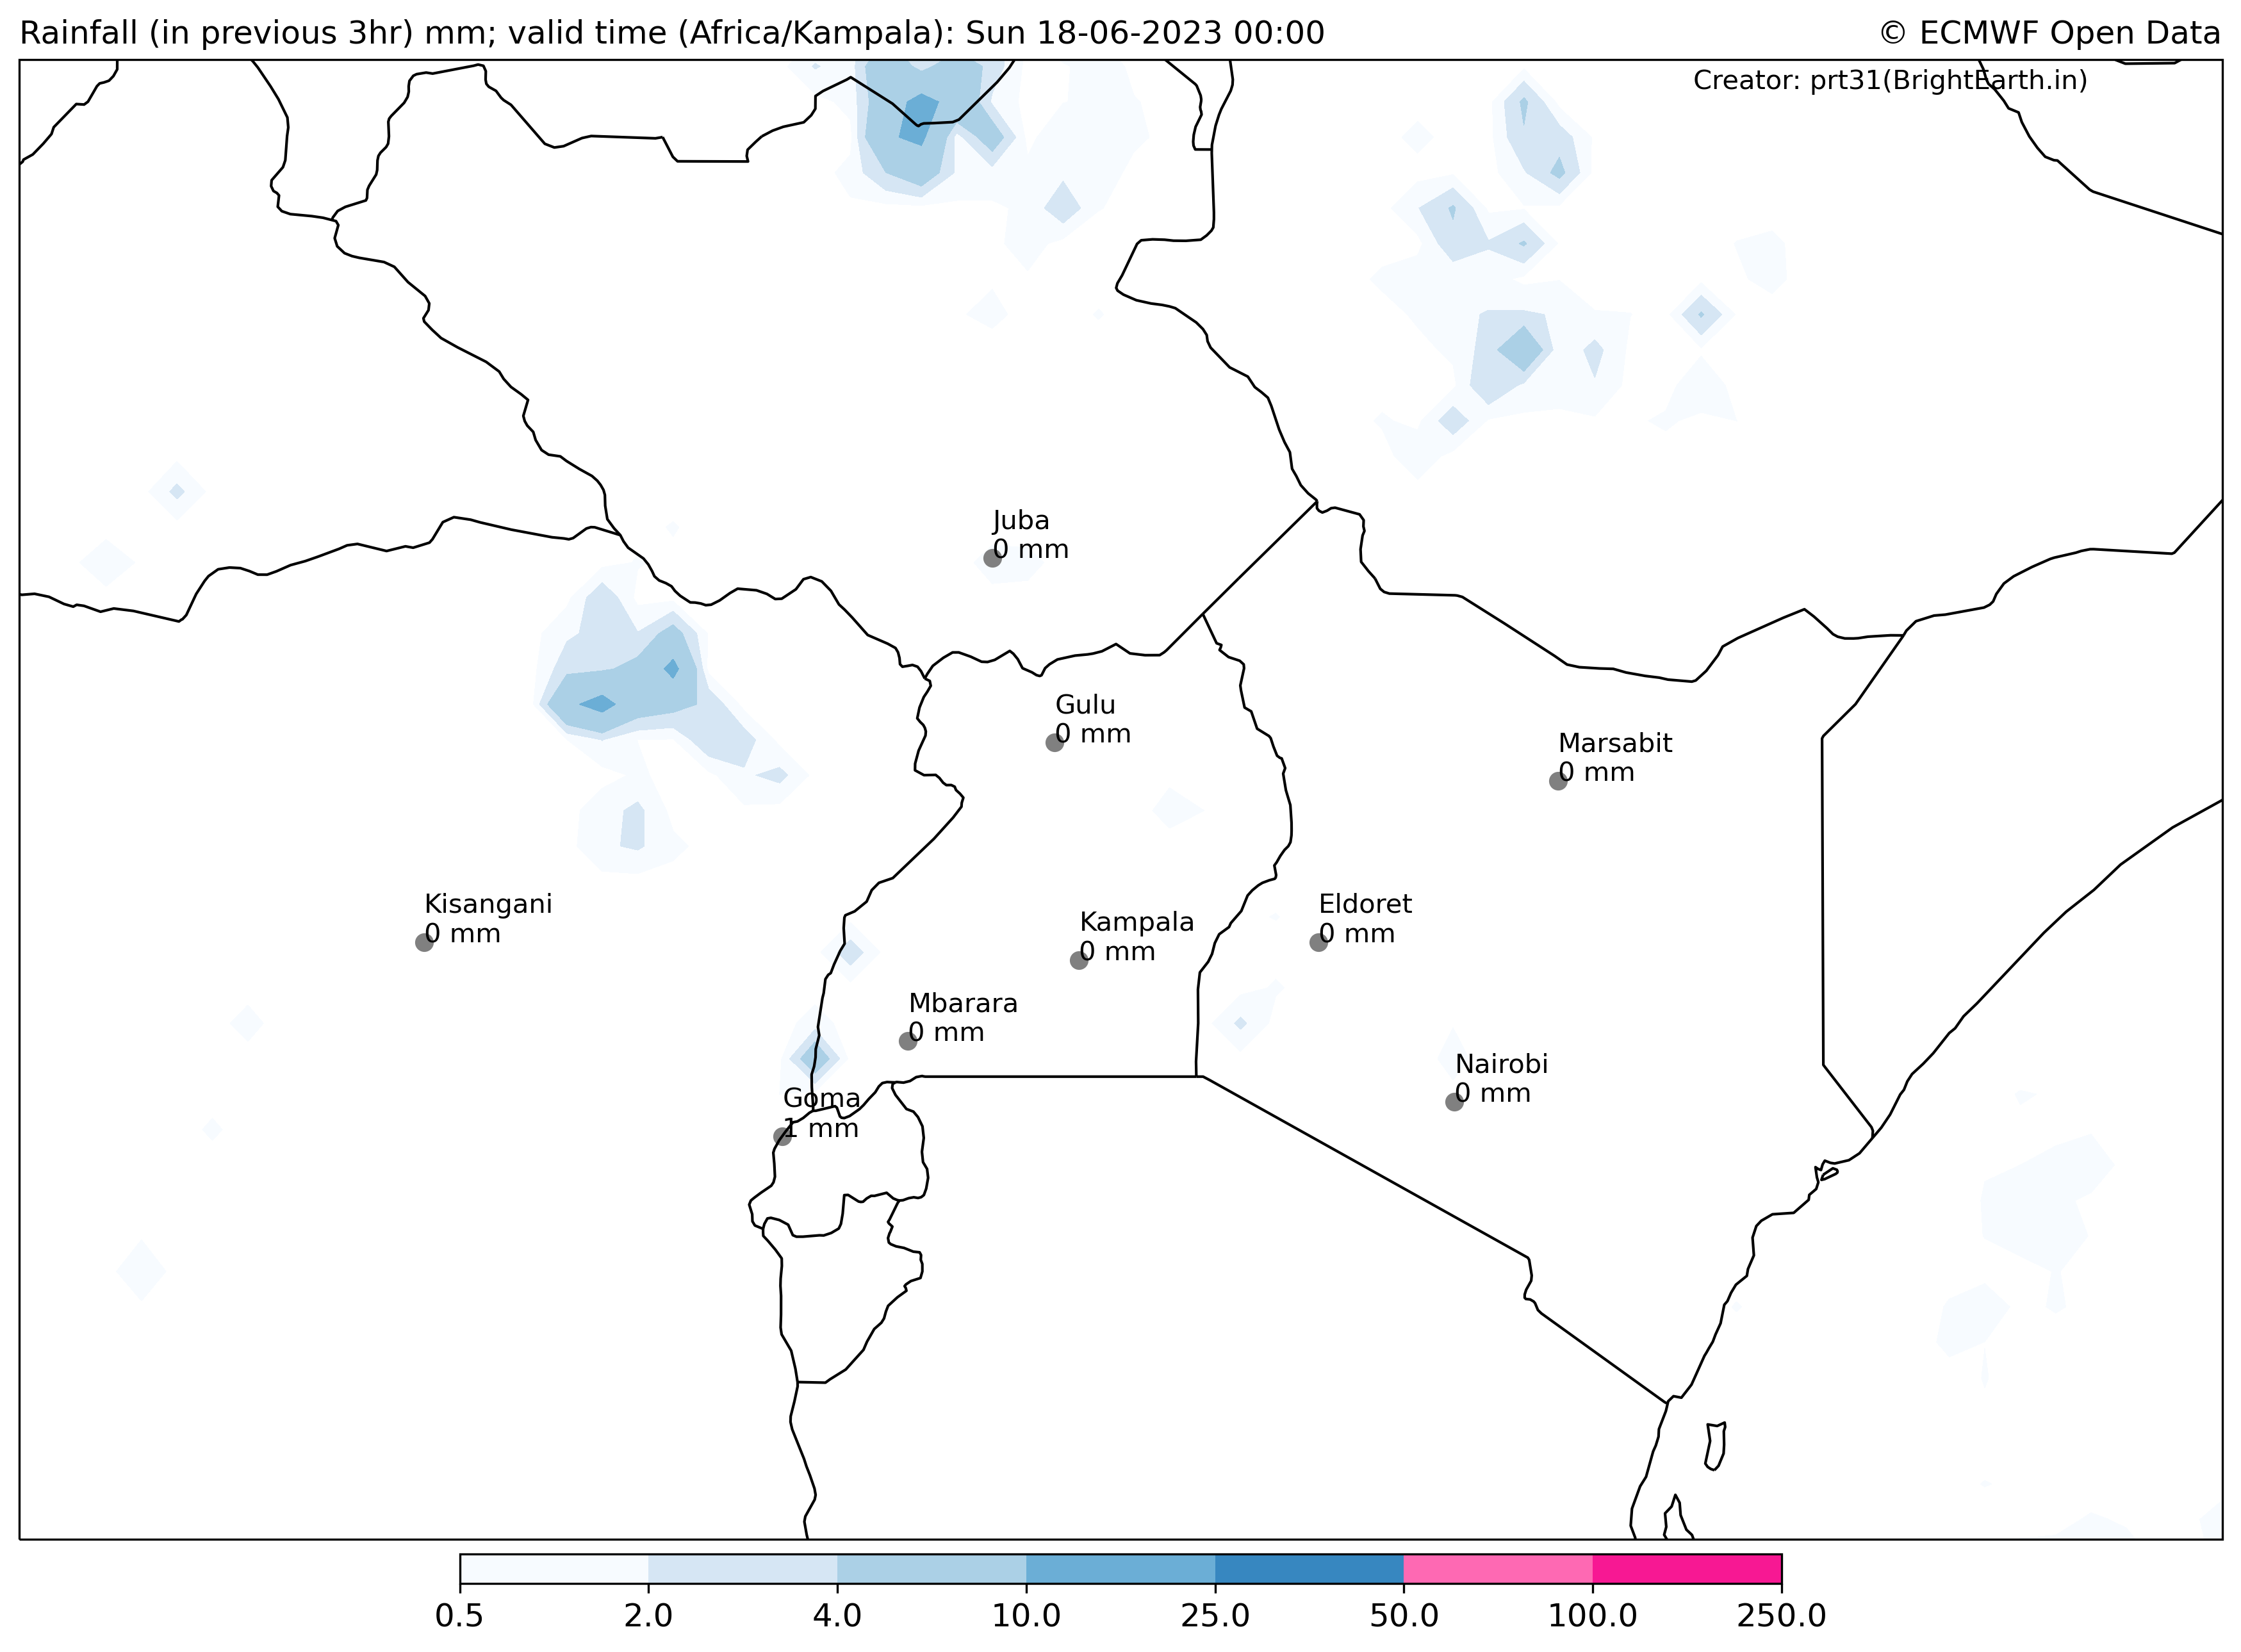 Rainfall (in previous 3hr) mm; valid time (Africa/Kampala): Sun 18-06-2023 00:00
© ECMWF Open Data
Creator: prt31(BrightEarth.in)
Juba
0 mm
Gulu
0 mm
Marsabit
0 mm
Kisangani
0 mm
Eldoret
0 mm
Kampala
0 mm
Mbarara
0 mm
Nairobi
0 mm
Goma
1 mm
0.5 2.0 4.0 10.0 25.0 50.0 100.0 250.0